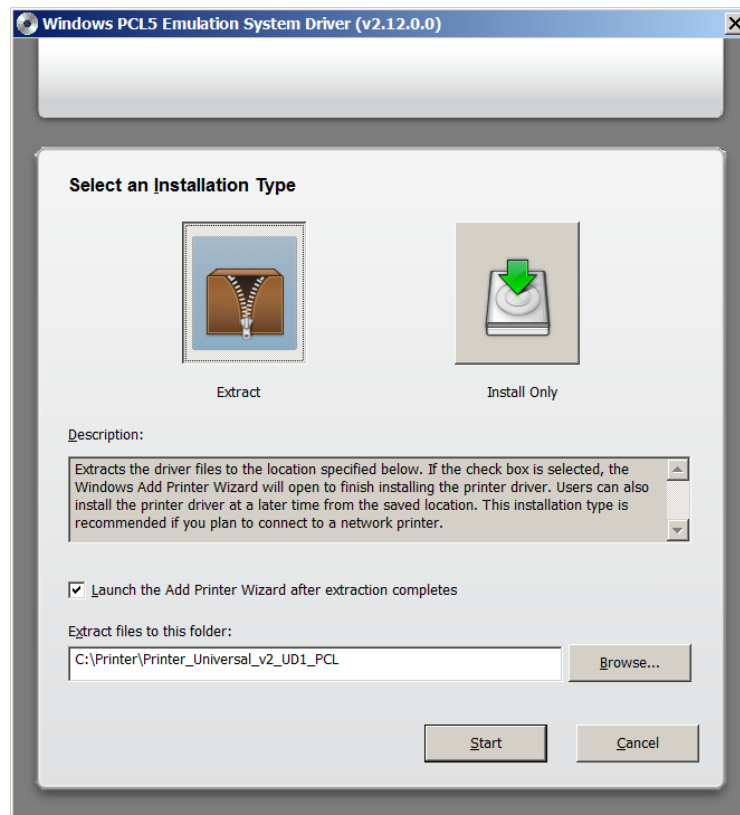 Windows PCL5 Emulation System Driver (v2.12.0.0)
Select an Installation Type
Extract
Install Only
Description:
Extracts the driver files to the location specified below. If the check box is selected, the
Windows Add Printer Wizard will open to finish installing the printer driver. Users can also
install the printer driver at a later time from the saved location. This installation type is
recommended if you plan to connect to a network printer.
Launch the Add Printer Wizard after extraction completes
Extract files to this folder:
C:\Printer\Printer_Universal_v2_UD1_PCL
Browse...
Start
Cancel